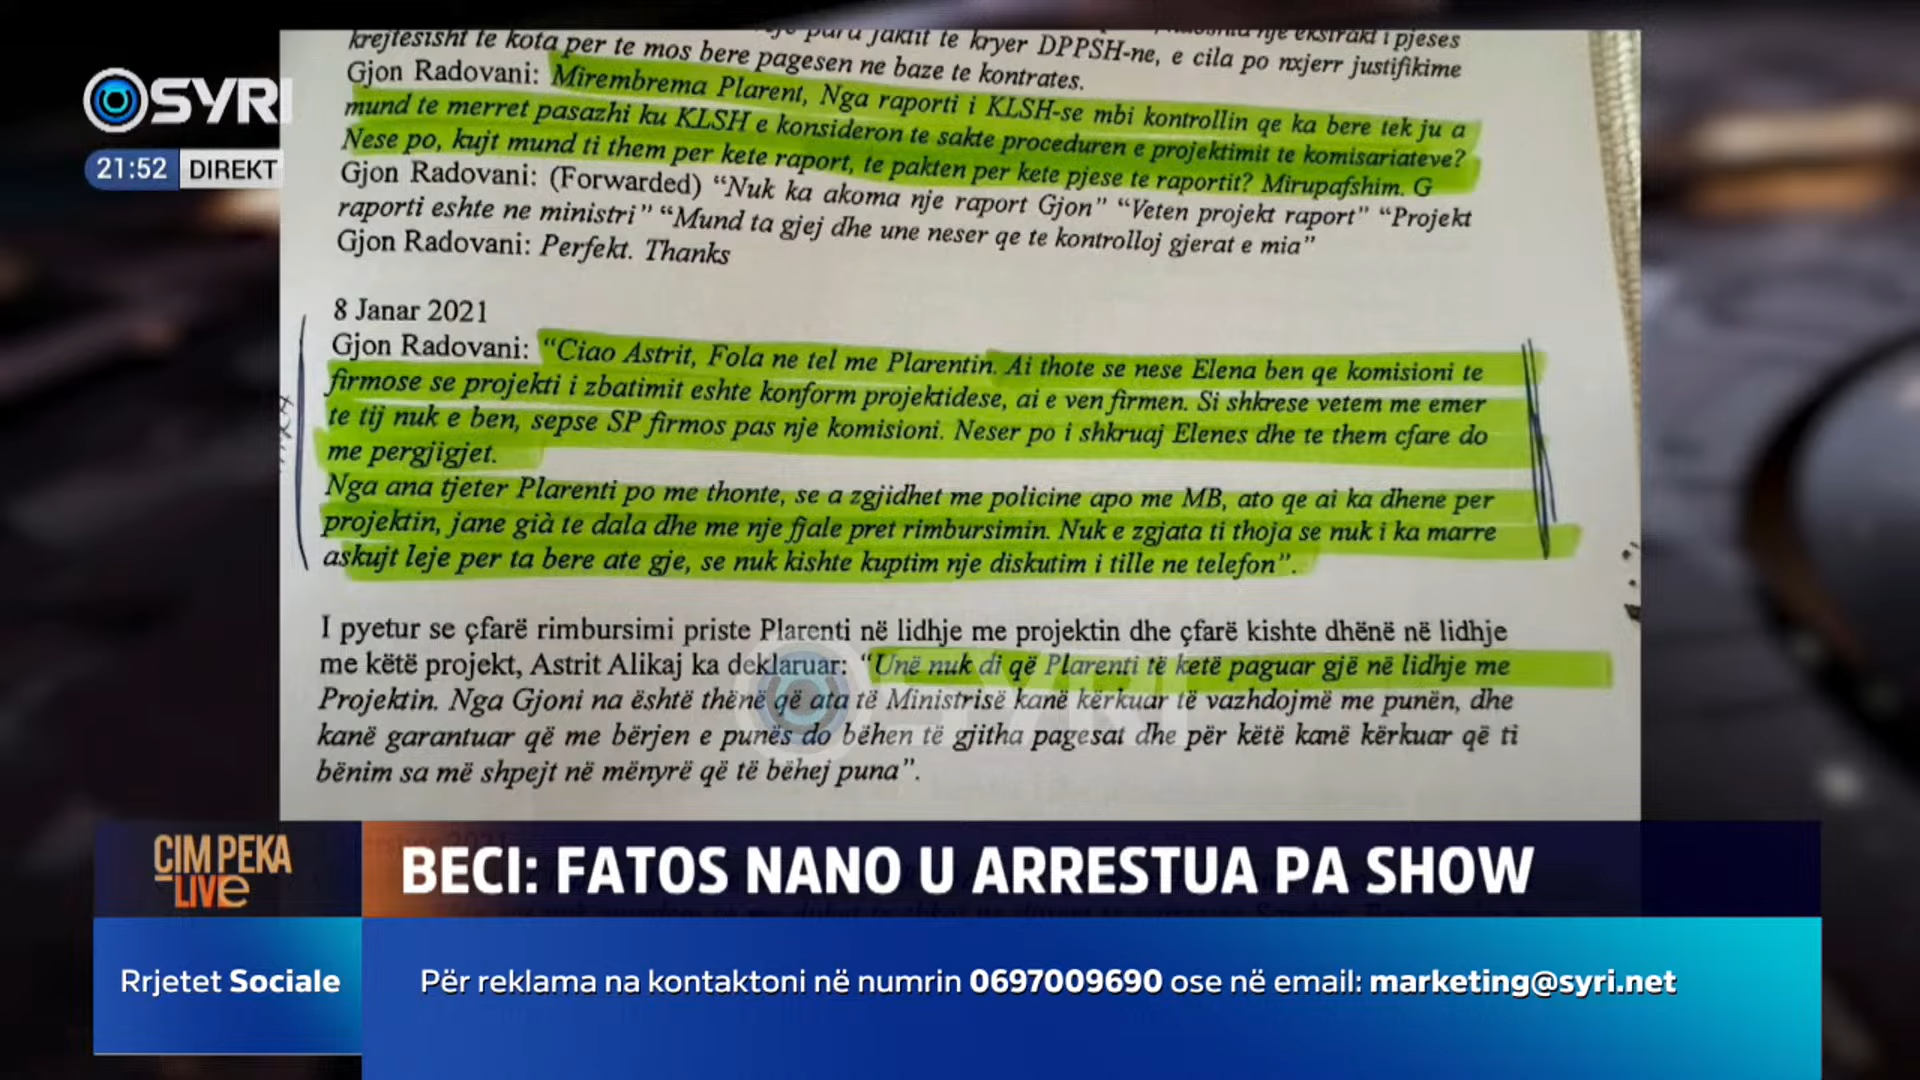 krejtesisht te kota per te mos bere pagesen ne baze te kontrates.
te kryer DPPSH-ne, e cila po nxjerr justifikime
nje ekstrakt i pjeses
Gjon Radovani: Mirembrema Plarent, Nga raporti i KLSH-se mbi kontrollin qe ka bere tek ju a
mund te merret pasazhi ku KLSH e konsideron te sakte proceduren e projektimit te komisariateve?
Nese po, kujt mund ti them per kete raport, te pakten per kete pjese te raportit? Mirupafshim. G
Gjon Radovani: (Forwarded) “Nuk ka akoma nje raport Gjon” “Veten projekt raport” “Projekt
raporti eshte ne ministri” “Mund ta gjej dhe une neser qe te kontrolloj gjerat e mia”
Gjon Radovani: Perfekt. Thanks
8 Janar 2021
Gjon Radovani: “Ciao Astrit, Fola ne tel me Plarentin. Ai thote se nese Elena ben qe komisioni te
firmose se projekti i zbatimit eshte konform projektidese, ai e ven firmen. Si shkrese vetem me emer
te tij nuk e ben, sepse SP firmos pas nje komisioni. Neser po i shkruaj Elenes dhe te them cfare do
me pergjigjet.
Nga ana tjeter Plarenti po me thonte, se a zgjidhet me policine apo me MB, ato qe ai ka dhene per
projektin, jane già te dala dhe me nje fjale pret rimbursimin. Nuk e zgjata ti thoja se nuk i ka marre
askujt leje per ta bere ate gje, se nuk kishte kuptim nje diskutim i tille ne telefon”.
I pyetur se çfarë rimbursimi priste Plarenti në lidhje me projektin dhe çfarë kishte dhënë në lidhje
me këtë projekt, Astrit Alikaj ka deklaruar: “Unë nuk di që Plarenti të ketë paguar gjë në lidhje me
Projektin. Nga Gjoni na është thënë që ata të Ministrisë kanë kërkuar të vazhdojmë me punën, dhe
kanë garantuar që me bërjen e punës do bëhen të gjitha pagesat dhe për këtë kanë kërkuar që ti
bënim sa më shpejt në mënyrë që të bëhej puna”.
SYRI
21:52 DIREKT
SYRI
ÇIM PEKA
LIVE
BECI: FATOS NANO U ARRESTUA PA SHOW
Rrjetet Sociale
Për reklama na kontaktoni në numrin 0697009690 ose në email: marketing@syri.net